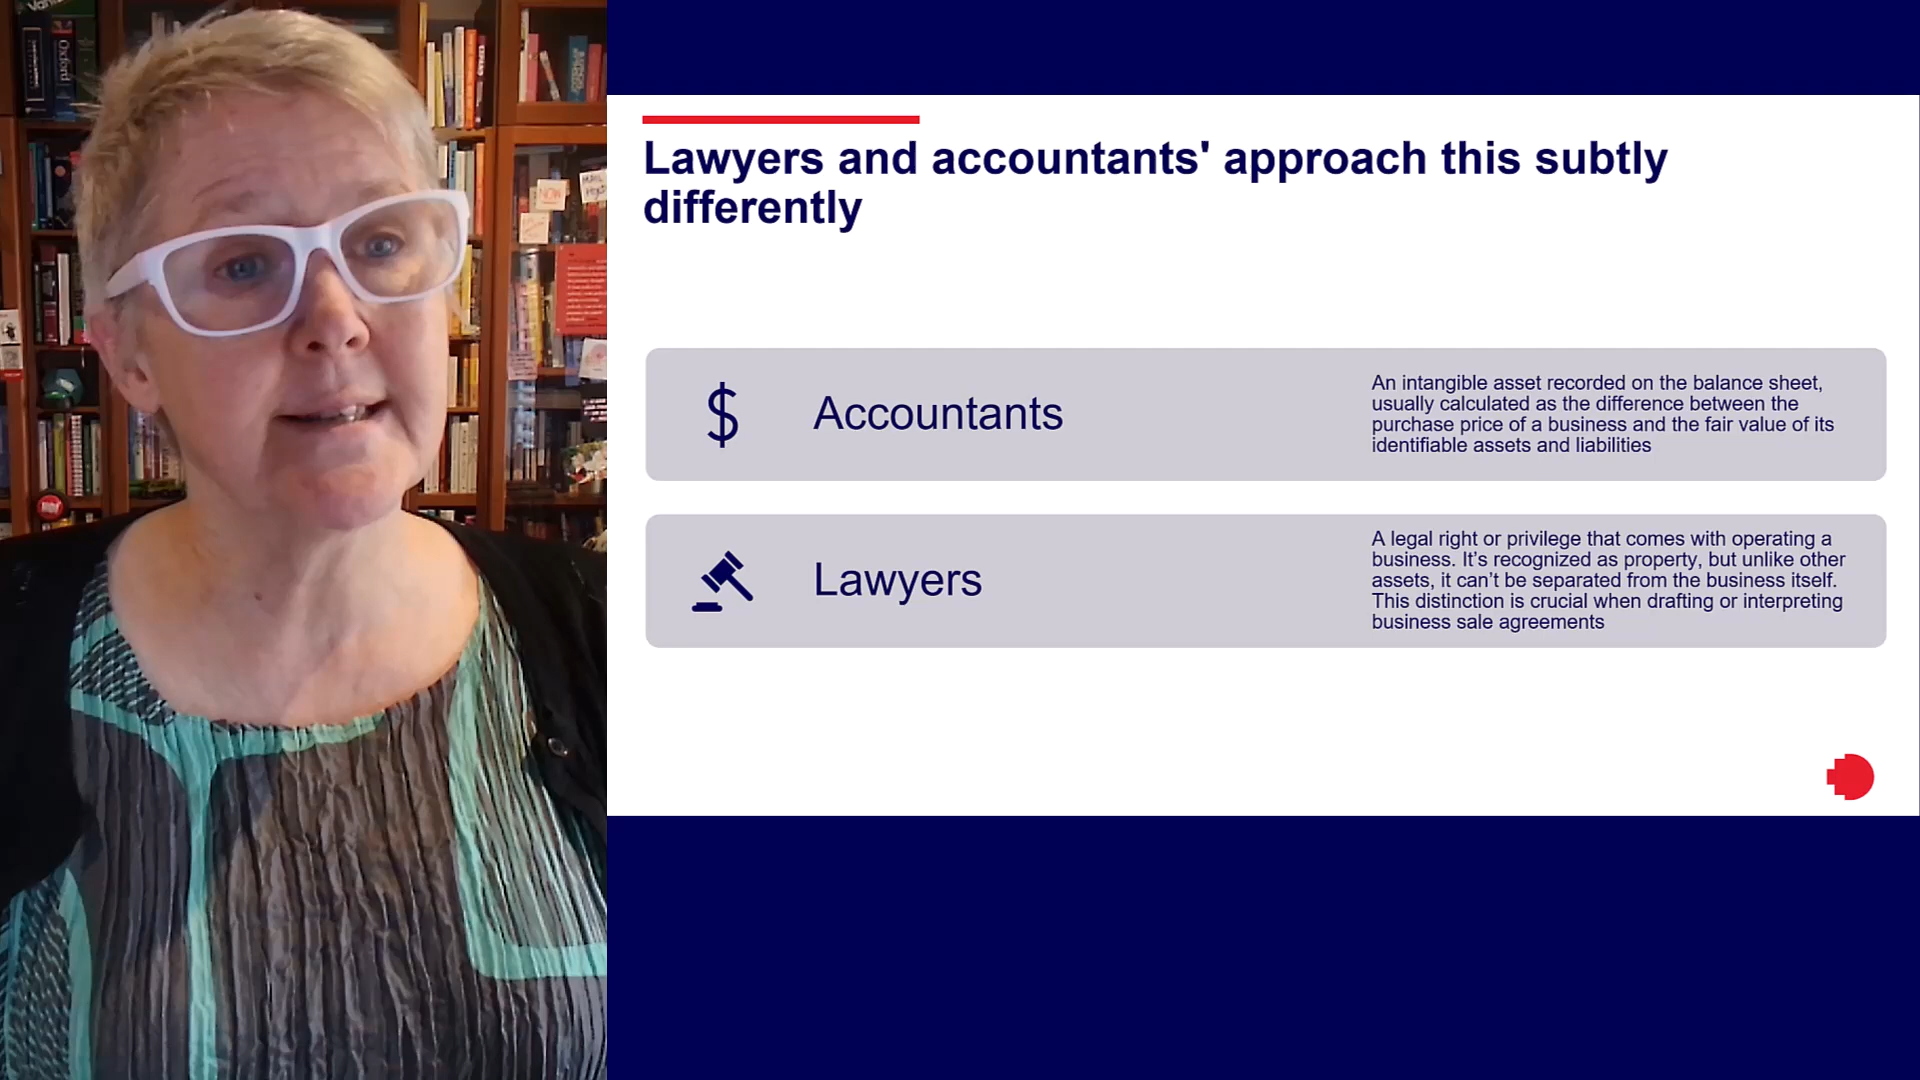 Oxford
Lawyers and accountants' approach this subtly
differently
Accountants
An intangible asset recorded on the balance sheet,
usually calculated as the difference between the
purchase price of a business and the fair value of its
identifiable assets and liabilities
Lawyers
A legal right or privilege that comes with operating a
business. It’s recognized as property, but unlike other
assets, it can’t be separated from the business itself.
This distinction is crucial when drafting or interpreting
business sale agreements